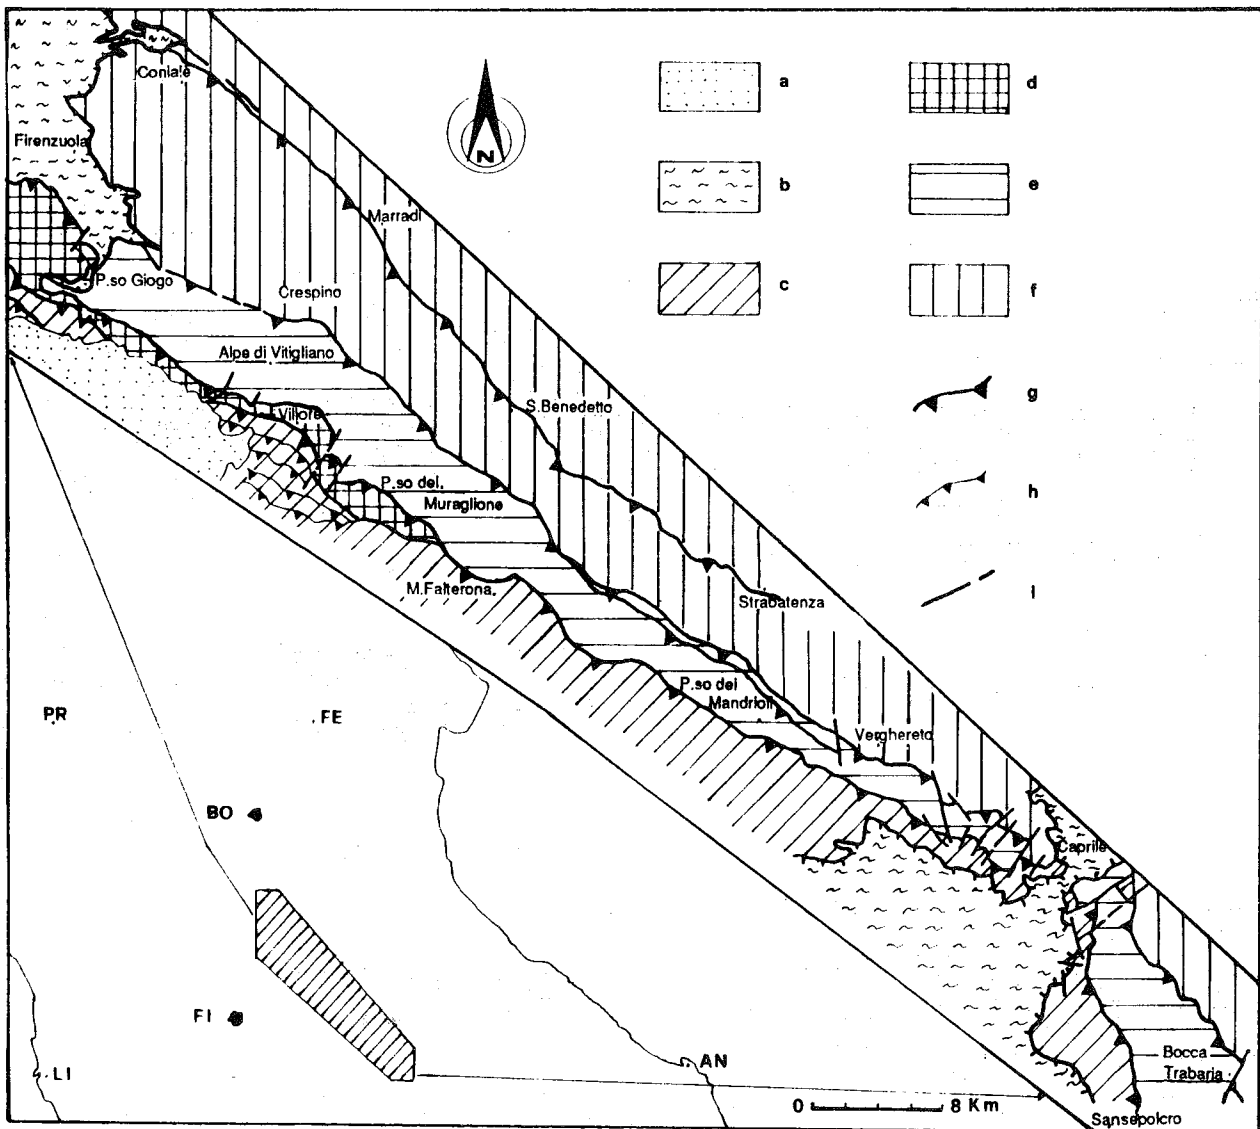 Coniale
a
d
Firenzuola
N
b
e
Marradi
P.so Giogo
Crespino
c
f
Alpe di Vitigliano
g
S.Benedetto
Villore
P.so del
Muraglione
h
M.Falterona
Strabatenza
i
P.so dei
Mandrioli
PR
FE
Verghereto
BO
Caprile
FI
Bocca
Trabaria
LI
AN
0
8 Km
Sansepolcro